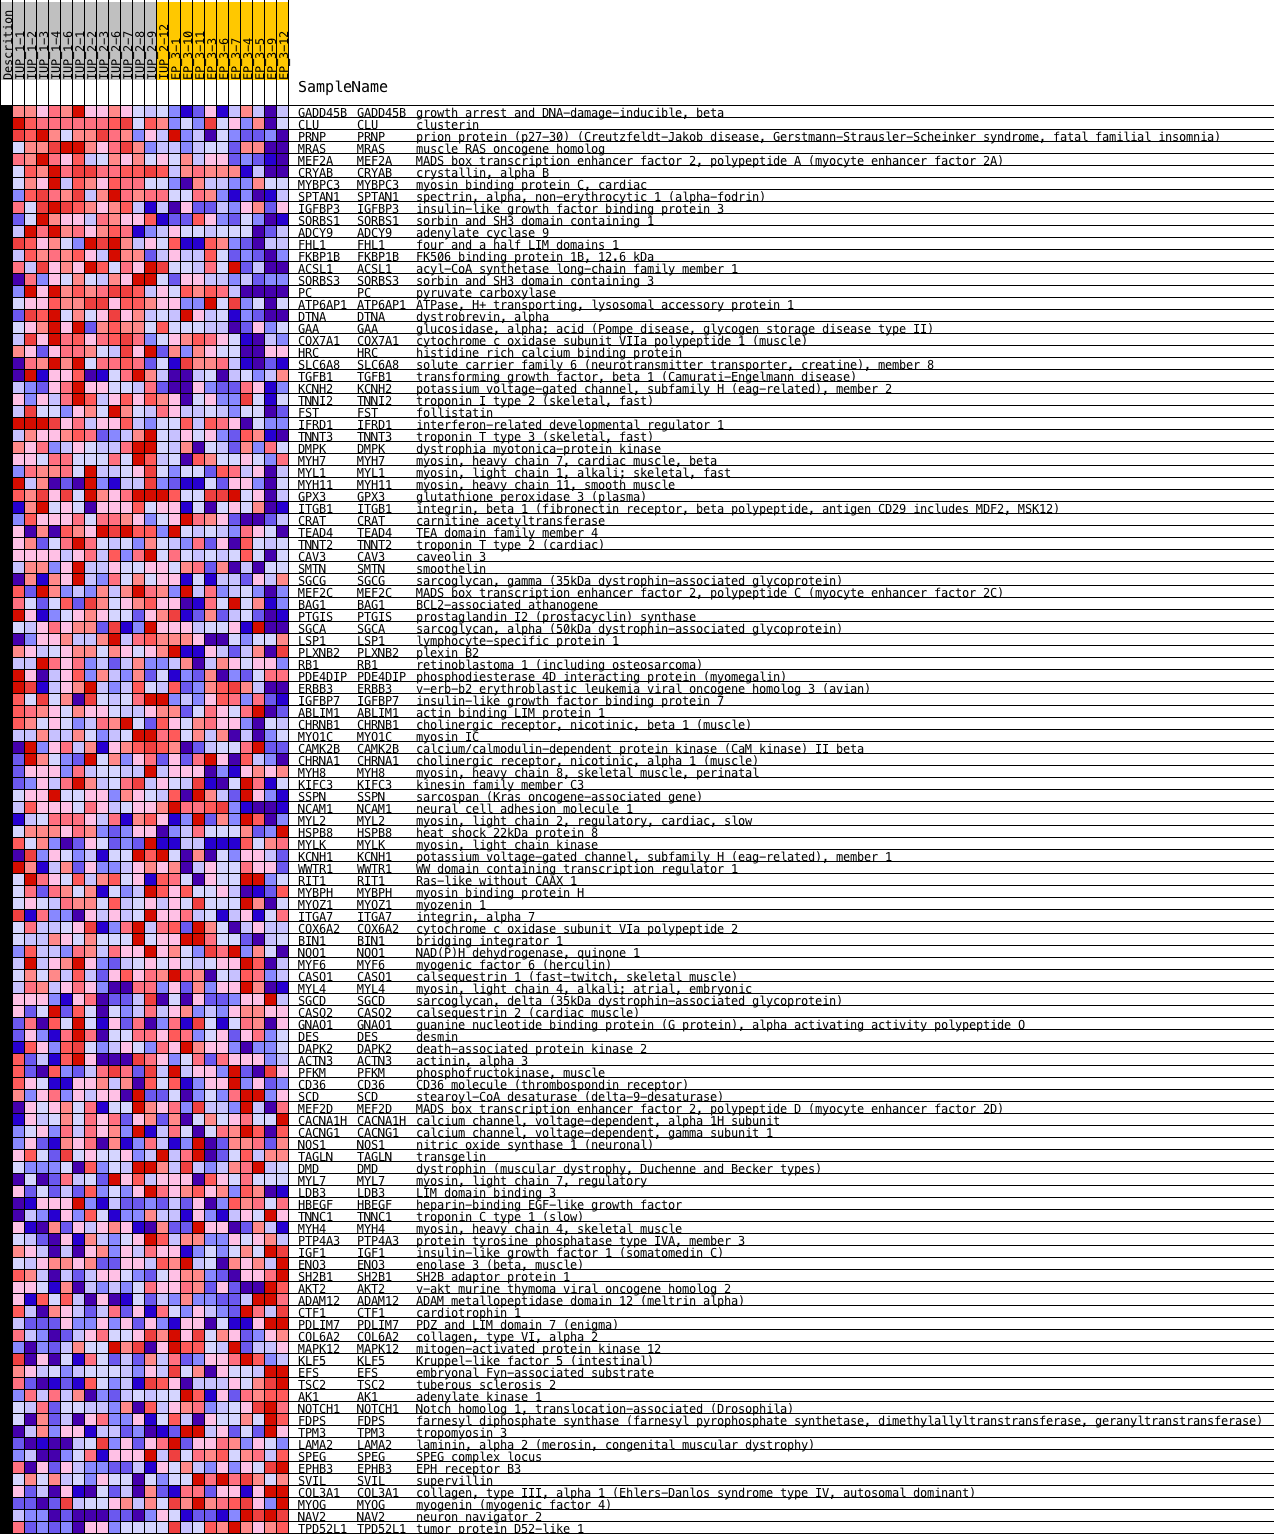 Descrition
IUP_1-1
IUP_1-2
IUP_1-3
IUP_1-4
IUP_1-6
IUP_2-1
IUP_2-2
IUP_2-3
IUP_2-6
IUP_2-7
IUP_2-8
IUP_2-9
IUP_2-12
EP_3-1
EP_3-10
EP_3-11
EP_3-3
EP_3-6
EP_3-7
EP_3-4
EP_3-5
EP_3-9
EP_3-12
SampleName
GADD45B GADD45B growth arrest and DNA-damage-inducible, beta
CLU CLU clusterin
PRNP PRNP prion protein (p27-30) (Creutzfeldt-Jakob disease, Gerstmann-Strausler-Scheinker syndrome, fatal familial insomnia)
MRAS MRAS muscle RAS oncogene homolog
MEF2A MEF2A MADS box transcription enhancer factor 2, polypeptide A (myocyte enhancer factor 2A)
CRYAB CRYAB crystallin, alpha B
MYBPC3 MYBPC3 myosin binding protein C, cardiac
SPTAN1 SPTAN1 spectrin, alpha, non-erythrocytic 1 (alpha-fodrin)
IGFBP3 IGFBP3 insulin-like growth factor binding protein 3
SORBS1 SORBS1 sorbin and SH3 domain containing 1
ADCY9 ADCY9 adenylate cyclase 9
FHL1 FHL1 four and a half LIM domains 1
FKBP1B FKBP1B FK506 binding protein 1B, 12.6 kDa
ACSL1 ACSL1 acyl-CoA synthetase long-chain family member 1
SORBS3 SORBS3 sorbin and SH3 domain containing 3
PC PC pyruvate carboxylase
ATP6AP1 ATP6AP1 ATPase, H+ transporting, lysosomal accessory protein 1
DTNA DTNA dystrobrevin, alpha
GAA GAA glucosidase, alpha; acid (Pompe disease, glycogen storage disease type II)
COX7A1 COX7A1 cytochrome c oxidase subunit VIIa polypeptide 1 (muscle)
HRC HRC histidine rich calcium binding protein
SLC6A8 SLC6A8 solute carrier family 6 (neurotransmitter transporter, creatine), member 8
TGFB1 TGFB1 transforming growth factor, beta 1 (Camurati-Engelmann disease)
KCNH2 KCNH2 potassium voltage-gated channel, subfamily H (eag-related), member 2
TNNI2 TNNI2 troponin I type 2 (skeletal, fast)
FST FST follistatin
IFRD1 IFRD1 interferon-related developmental regulator 1
TNNT3 TNNT3 troponin T type 3 (skeletal, fast)
DMPK DMPK dystrophia myotonica-protein kinase
MYH7 MYH7 myosin, heavy chain 7, cardiac muscle, beta
MYL1 MYL1 myosin, light chain 1, alkali; skeletal, fast
MYH11 MYH11 myosin, heavy chain 11, smooth muscle
GPX3 GPX3 glutathione peroxidase 3 (plasma)
ITGB1 ITGB1 integrin, beta 1 (fibronectin receptor, beta polypeptide, antigen CD29 includes MDF2, MSK12)
CRAT CRAT carnitine acetyltransferase
TEAD4 TEAD4 TEA domain family member 4
TNNT2 TNNT2 troponin T type 2 (cardiac)
CAV3 CAV3 caveolin 3
SMTN SMTN smoothelin
SGCG SGCG sarcoglycan, gamma (35kDa dystrophin-associated glycoprotein)
MEF2C MEF2C MADS box transcription enhancer factor 2, polypeptide C (myocyte enhancer factor 2C)
BAG1 BAG1 BCL2-associated athanogene
PTGIS PTGIS prostaglandin I2 (prostacyclin) synthase
SGCA SGCA sarcoglycan, alpha (50kDa dystrophin-associated glycoprotein)
LSP1 LSP1 lymphocyte-specific protein 1
PLXNB2 PLXNB2 plexin B2
RB1 RB1 retinoblastoma 1 (including osteosarcoma)
PDE4DIP PDE4DIP phosphodiesterase 4D interacting protein (myomegalin)
ERBB3 ERBB3 v-erb-b2 erythroblastic leukemia viral oncogene homolog 3 (avian)
IGFBP7 IGFBP7 insulin-like growth factor binding protein 7
ABLIM1 ABLIM1 actin binding LIM protein 1
CHRNB1 CHRNB1 cholinergic receptor, nicotinic, beta 1 (muscle)
MYO1C MYO1C myosin IC
CAMK2B CAMK2B calcium/calmodulin-dependent protein kinase (CaM kinase) II beta
CHRNA1 CHRNA1 cholinergic receptor, nicotinic, alpha 1 (muscle)
MYH8 MYH8 myosin, heavy chain 8, skeletal muscle, perinatal
KIFC3 KIFC3 kinesin family member C3
SSPN SSPN sarcospan (Kras oncogene-associated gene)
NCAM1 NCAM1 neural cell adhesion molecule 1
MYL2 MYL2 myosin, light chain 2, regulatory, cardiac, slow
HSPB8 HSPB8 heat shock 22kDa protein 8
MYLK MYLK myosin, light chain kinase
KCNH1 KCNH1 potassium voltage-gated channel, subfamily H (eag-related), member 1
WWTR1 WWTR1 WW domain containing transcription regulator 1
RIT1 RIT1 Ras-like without CAAX 1
MYBPH MYBPH myosin binding protein H
MYOZ1 MYOZ1 myozenin 1
ITGA7 ITGA7 integrin, alpha 7
COX6A2 COX6A2 cytochrome c oxidase subunit VIa polypeptide 2
BIN1 BIN1 bridging integrator 1
NQO1 NQO1 NAD(P)H dehydrogenase, quinone 1
MYF6 MYF6 myogenic factor 6 (herculin)
CASQ1 CASQ1 calsequestrin 1 (fast-twitch, skeletal muscle)
MYL4 MYL4 myosin, light chain 4, alkali; atrial, embryonic
SGCD SGCD sarcoglycan, delta (35kDa dystrophin-associated glycoprotein)
CASQ2 CASQ2 calsequestrin 2 (cardiac muscle)
GNAO1 GNAO1 guanine nucleotide binding protein (G protein), alpha activating activity polypeptide O
DES DES desmin
DAPK2 DAPK2 death-associated protein kinase 2
ACTN3 ACTN3 actinin, alpha 3
PFKM PFKM phosphofructokinase, muscle
CD36 CD36 CD36 molecule (thrombospondin receptor)
SCD SCD stearoyl-CoA desaturase (delta-9-desaturase)
MEF2D MEF2D MADS box transcription enhancer factor 2, polypeptide D (myocyte enhancer factor 2D)
CACNA1H CACNA1H calcium channel, voltage-dependent, alpha 1H subunit
CACNG1 CACNG1 calcium channel, voltage-dependent, gamma subunit 1
NOS1 NOS1 nitric oxide synthase 1 (neuronal)
TAGLN TAGLN transgelin
DMD DMD dystrophin (muscular dystrophy, Duchenne and Becker types)
MYL7 MYL7 myosin, light chain 7, regulatory
LDB3 LDB3 LIM domain binding 3
HBEGF HBEGF heparin-binding EGF-like growth factor
TNNC1 TNNC1 troponin C type 1 (slow)
MYH4 MYH4 myosin, heavy chain 4, skeletal muscle
PTP4A3 PTP4A3 protein tyrosine phosphatase type IVA, member 3
IGF1 IGF1 insulin-like growth factor 1 (somatomedin C)
ENO3 ENO3 enolase 3 (beta, muscle)
SH2B1 SH2B1 SH2B adaptor protein 1
AKT2 AKT2 v-akt murine thymoma viral oncogene homolog 2
ADAM12 ADAM12 ADAM metallopeptidase domain 12 (meltrin alpha)
CTF1 CTF1 cardiotrophin 1
PDLIM7 PDLIM7 PDZ and LIM domain 7 (enigma)
COL6A2 COL6A2 collagen, type VI, alpha 2
MAPK12 MAPK12 mitogen-activated protein kinase 12
KLF5 KLF5 Kruppel-like factor 5 (intestinal)
EFS EFS embryonal Fyn-associated substrate
TSC2 TSC2 tuberous sclerosis 2
AK1 AK1 adenylate kinase 1
NOTCH1 NOTCH1 Notch homolog 1, translocation-associated (Drosophila)
FDPS FDPS farnesyl diphosphate synthase (farnesyl pyrophosphate synthetase, dimethylallyltranstransferase, geranyltranstransferase)
TPM3 TPM3 tropomyosin 3
LAMA2 LAMA2 laminin, alpha 2 (merosin, congenital muscular dystrophy)
SPEG SPEG SPEG complex locus
EPHB3 EPHB3 EPH receptor B3
SVIL SVIL supervillin
COL3A1 COL3A1 collagen, type III, alpha 1 (Ehlers-Danlos syndrome type IV, autosomal dominant)
MYOG MYOG myogenin (myogenic factor 4)
NAV2 NAV2 neuron navigator 2
TPD52L1 TPD52L1 tumor protein D52-like 1